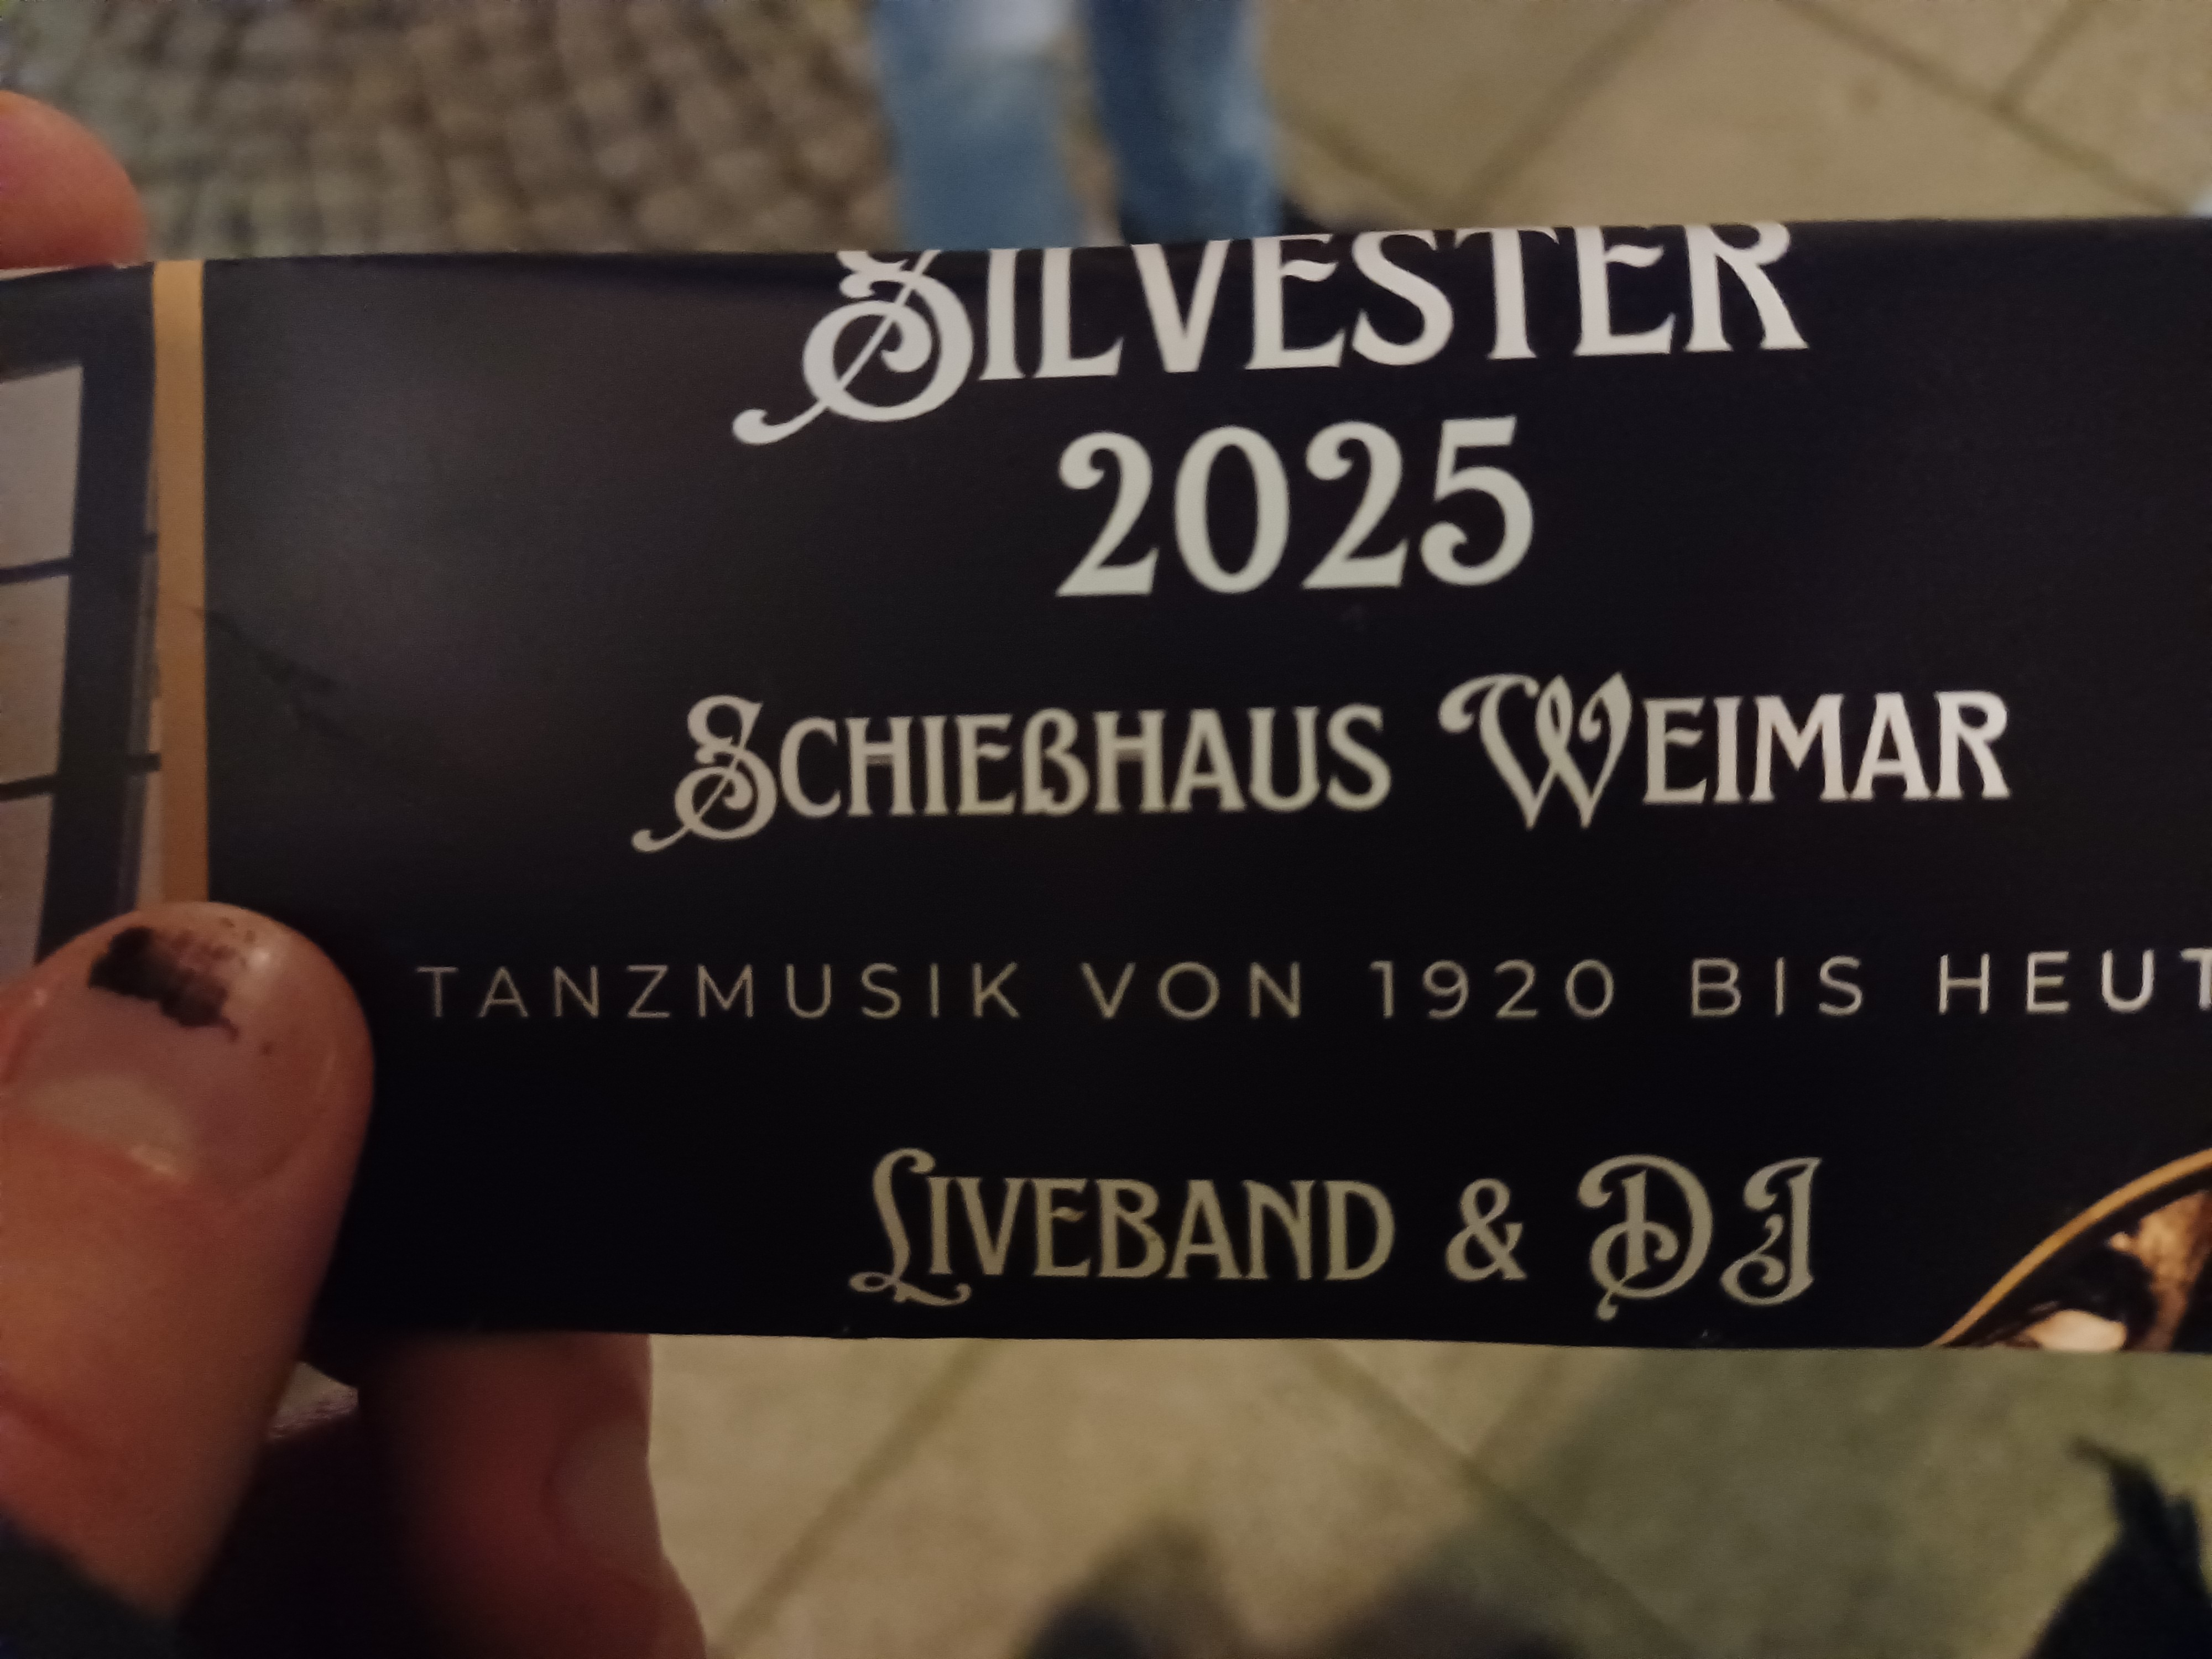 SILVESTER
2025
SCHIEßHAUS WEIMAR
TANZMUSIK VON 1920 BIS HEUT
LIVEBAND & DJ